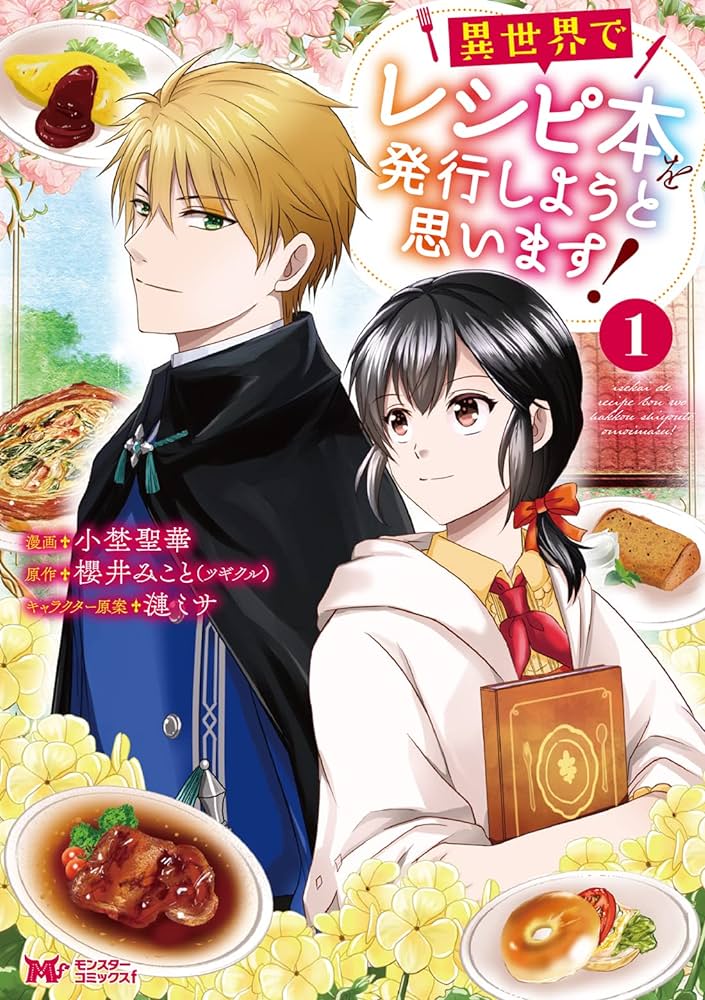 異世界で
レシピ本を
発行しようと
思います!
1
isekai de
recipe bon wo
hakkou shiyouto
omoimasu!
漫画 小埜聖華
原作 櫻井みこと(ツギクル)
キャラクター原案 漣ミサ
Mf モンスター
コミックスf